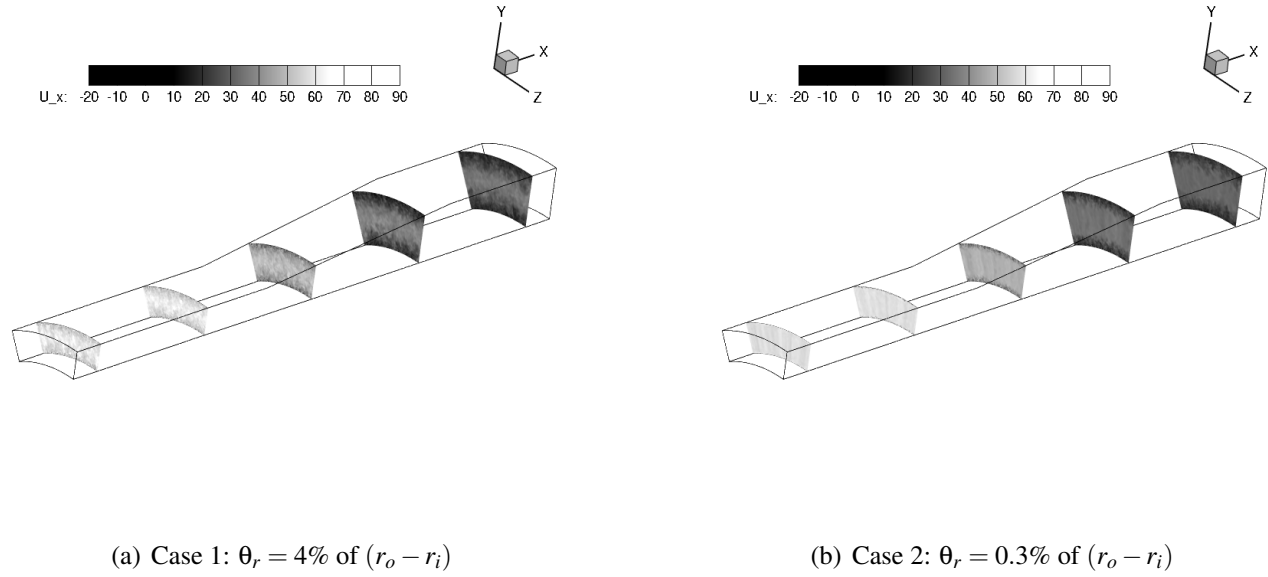 Y
X
Z
U_x: -20 -10 0 10 20 30 40 50 60 70 80 90
Y
X
Z
U_x: -20 -10 0 10 20 30 40 50 60 70 80 90
(a) Case 1: θ_r = 4% of (r_o − r_i)
(b) Case 2: θ_r = 0.3% of (r_o − r_i)